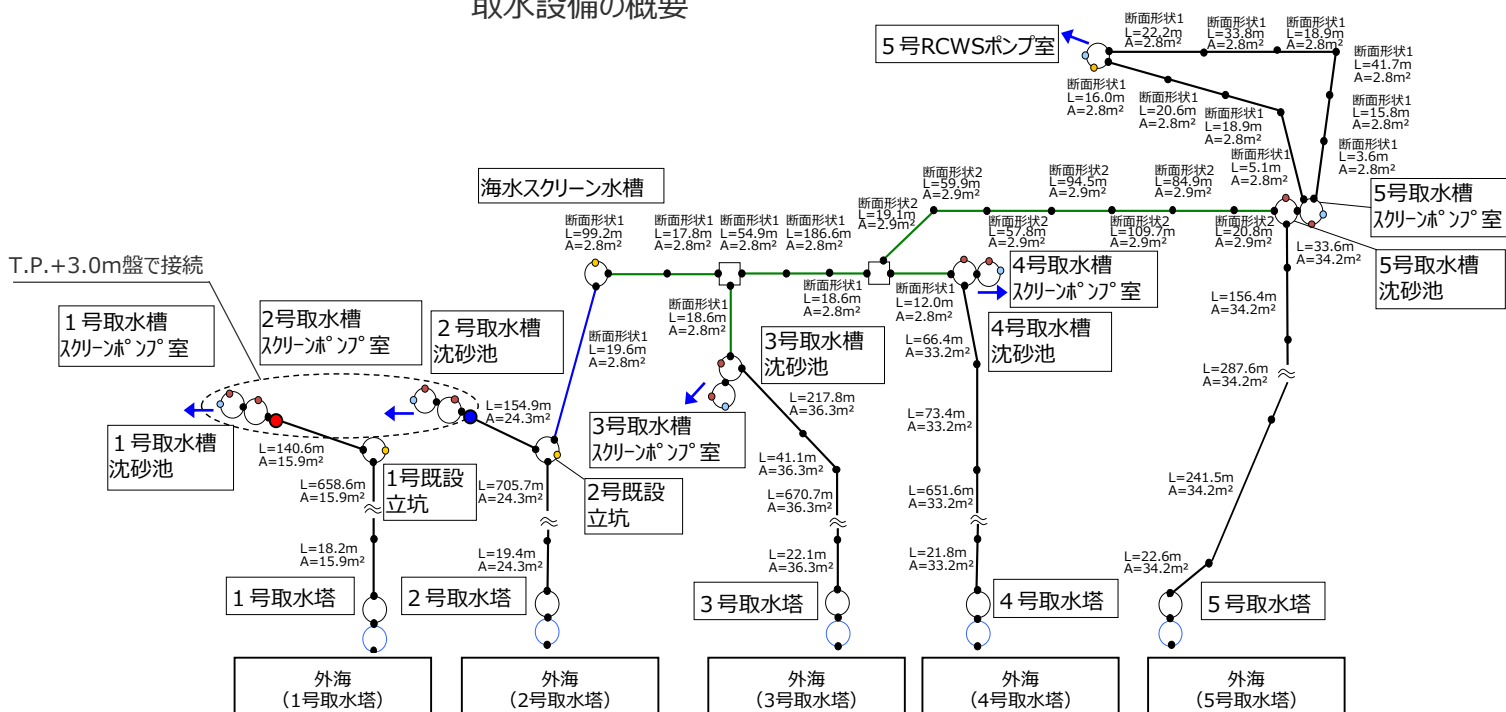 取水設備の概要
断面形状1
L=22.2m
A=2.8m²
断面形状1
L=33.8m
A=2.8m²
断面形状1
L=18.9m
A=2.8m²
5号RCWSポンプ室
断面形状1
L=41.7m
A=2.8m²
断面形状1
L=16.0m
A=2.8m²
断面形状1
L=20.6m
A=2.8m²
断面形状1
L=18.9m
A=2.8m²
断面形状1
L=15.8m
A=2.8m²
断面形状1
L=5.1m
A=2.8m²
断面形状1
L=3.6m
A=2.8m²
海水スクリーン水槽
断面形状1
L=99.2m
A=2.8m²
断面形状1
L=17.8m
A=2.8m²
断面形状1
L=54.9m
A=2.8m²
断面形状1
L=186.6m
A=2.8m²
断面形状2
L=19.1m
A=2.9m²
断面形状2
L=59.9m
A=2.9m²
断面形状2
L=94.5m
A=2.9m²
断面形状2
L=84.9m
A=2.9m²
断面形状2
L=57.8m
A=2.9m²
断面形状2
L=109.7m
A=2.9m²
断面形状2
L=20.8m
A=2.9m²
5号取水槽
スクリーンポンプ室
L=33.6m
A=34.2m²
5号取水槽
沈砂池
T.P.+3.0m盤で接続
1号取水槽
スクリーンポンプ室
2号取水槽
スクリーンポンプ室
2号取水槽
沈砂池
断面形状1
L=19.6m
A=2.8m²
断面形状1
L=18.6m
A=2.8m²
断面形状1
L=18.6m
A=2.8m²
断面形状1
L=12.0m
A=2.8m²
4号取水槽
スクリーンポンプ室
4号取水槽
沈砂池
3号取水槽
沈砂池
L=66.4m
A=33.2m²
L=156.4m
A=34.2m²
L=287.6m
A=34.2m²
L=154.9m
A=24.3m²
L=217.8m
A=36.3m²
L=73.4m
A=33.2m²
1号取水槽
沈砂池
L=140.6m
A=15.9m²
3号取水槽
スクリーンポンプ室
L=41.1m
A=36.3m²
L=658.6m
A=15.9m²
1号既設
立坑
L=705.7m
A=24.3m²
2号既設
立坑
L=670.7m
A=36.3m²
L=651.6m
A=33.2m²
L=241.5m
A=34.2m²
L=18.2m
A=15.9m²
L=19.4m
A=24.3m²
L=22.1m
A=36.3m²
L=21.8m
A=33.2m²
L=22.6m
A=34.2m²
1号取水塔
2号取水塔
3号取水塔
4号取水塔
5号取水塔
外海
(1号取水塔)
外海
(2号取水塔)
外海
(3号取水塔)
外海
(4号取水塔)
外海
(5号取水塔)